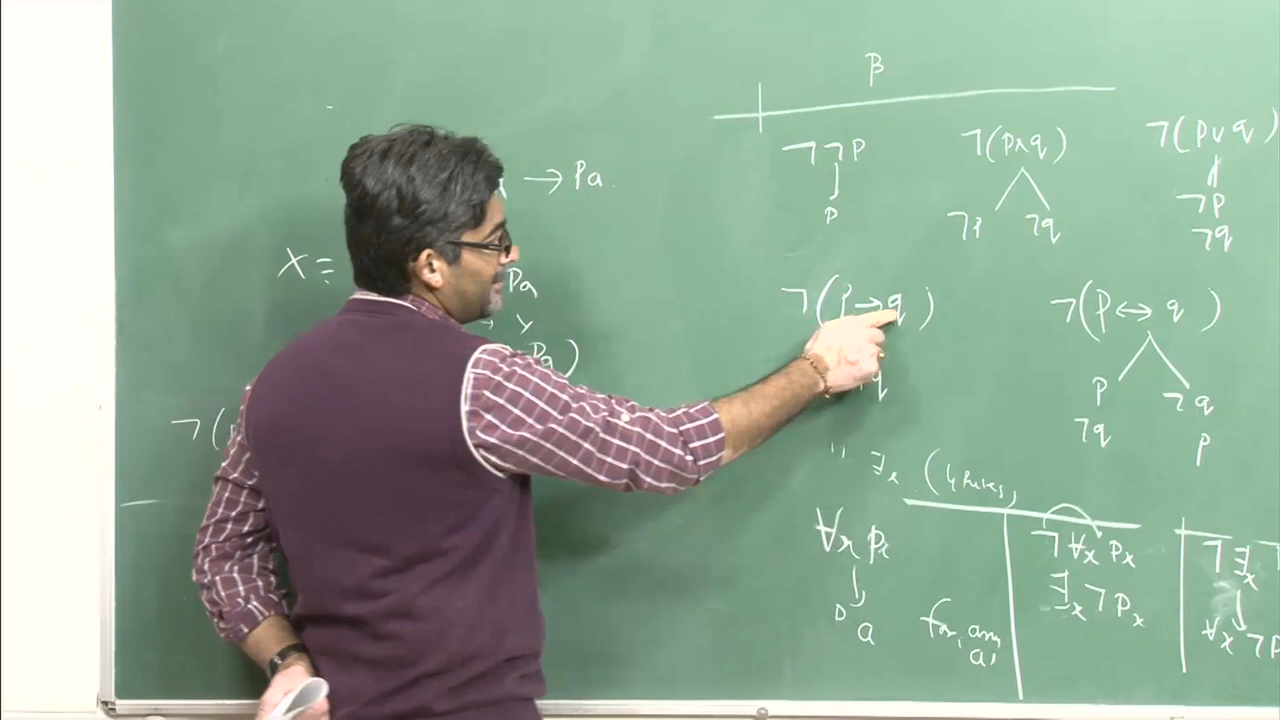 β
¬¬P
P
¬(p∧q)
¬q
¬(p∨q)
¬P
¬q
→ Pa
X ≡
Pa
→ y
Pa)
¬(
¬(p→q)
q
¬(P↔q)
P
¬q
¬q
p
" ∃x (4 Rules)
∀x Px
a
for any
a,
¬∀x Px
∃x ¬Px
¬∃x
∀x ¬P